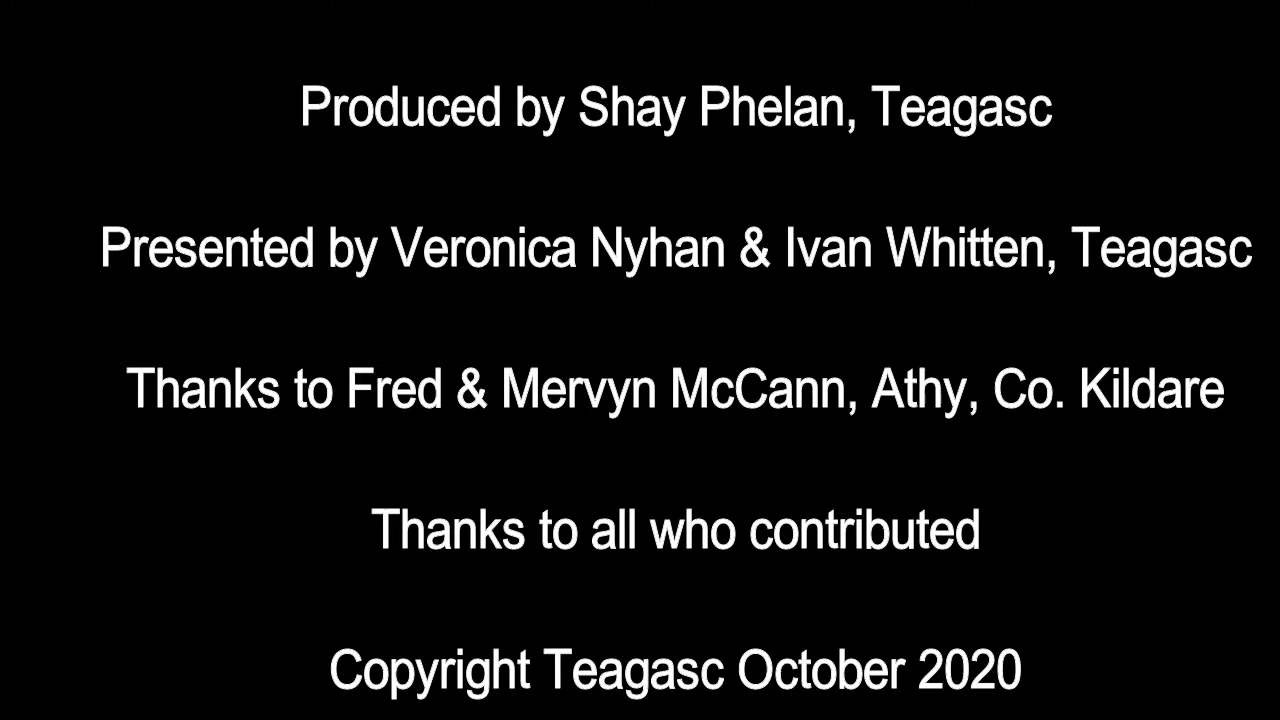 Produced by Shay Phelan, Teagasc
Presented by Veronica Nyhan & Ivan Whitten, Teagasc
Thanks to Fred & Mervyn McCann, Athy, Co. Kildare
Thanks to all who contributed
Copyright Teagasc October 2020